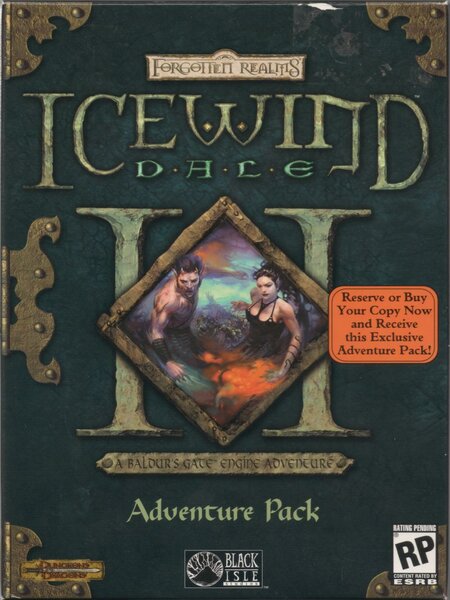 FORGOTTEN REALMS
ICEWIND
D·A·L·E
II
Reserve or Buy
Your Copy Now
and Receive
this Exclusive
Adventure Pack!
A BALDUR'S GATE ENGINE ADVENTURE
Adventure Pack
DUNGEONS & DRAGONS
BLACK ISLE
STUDIOS
RATING PENDING
RP
CONTENT RATED BY
ESRB